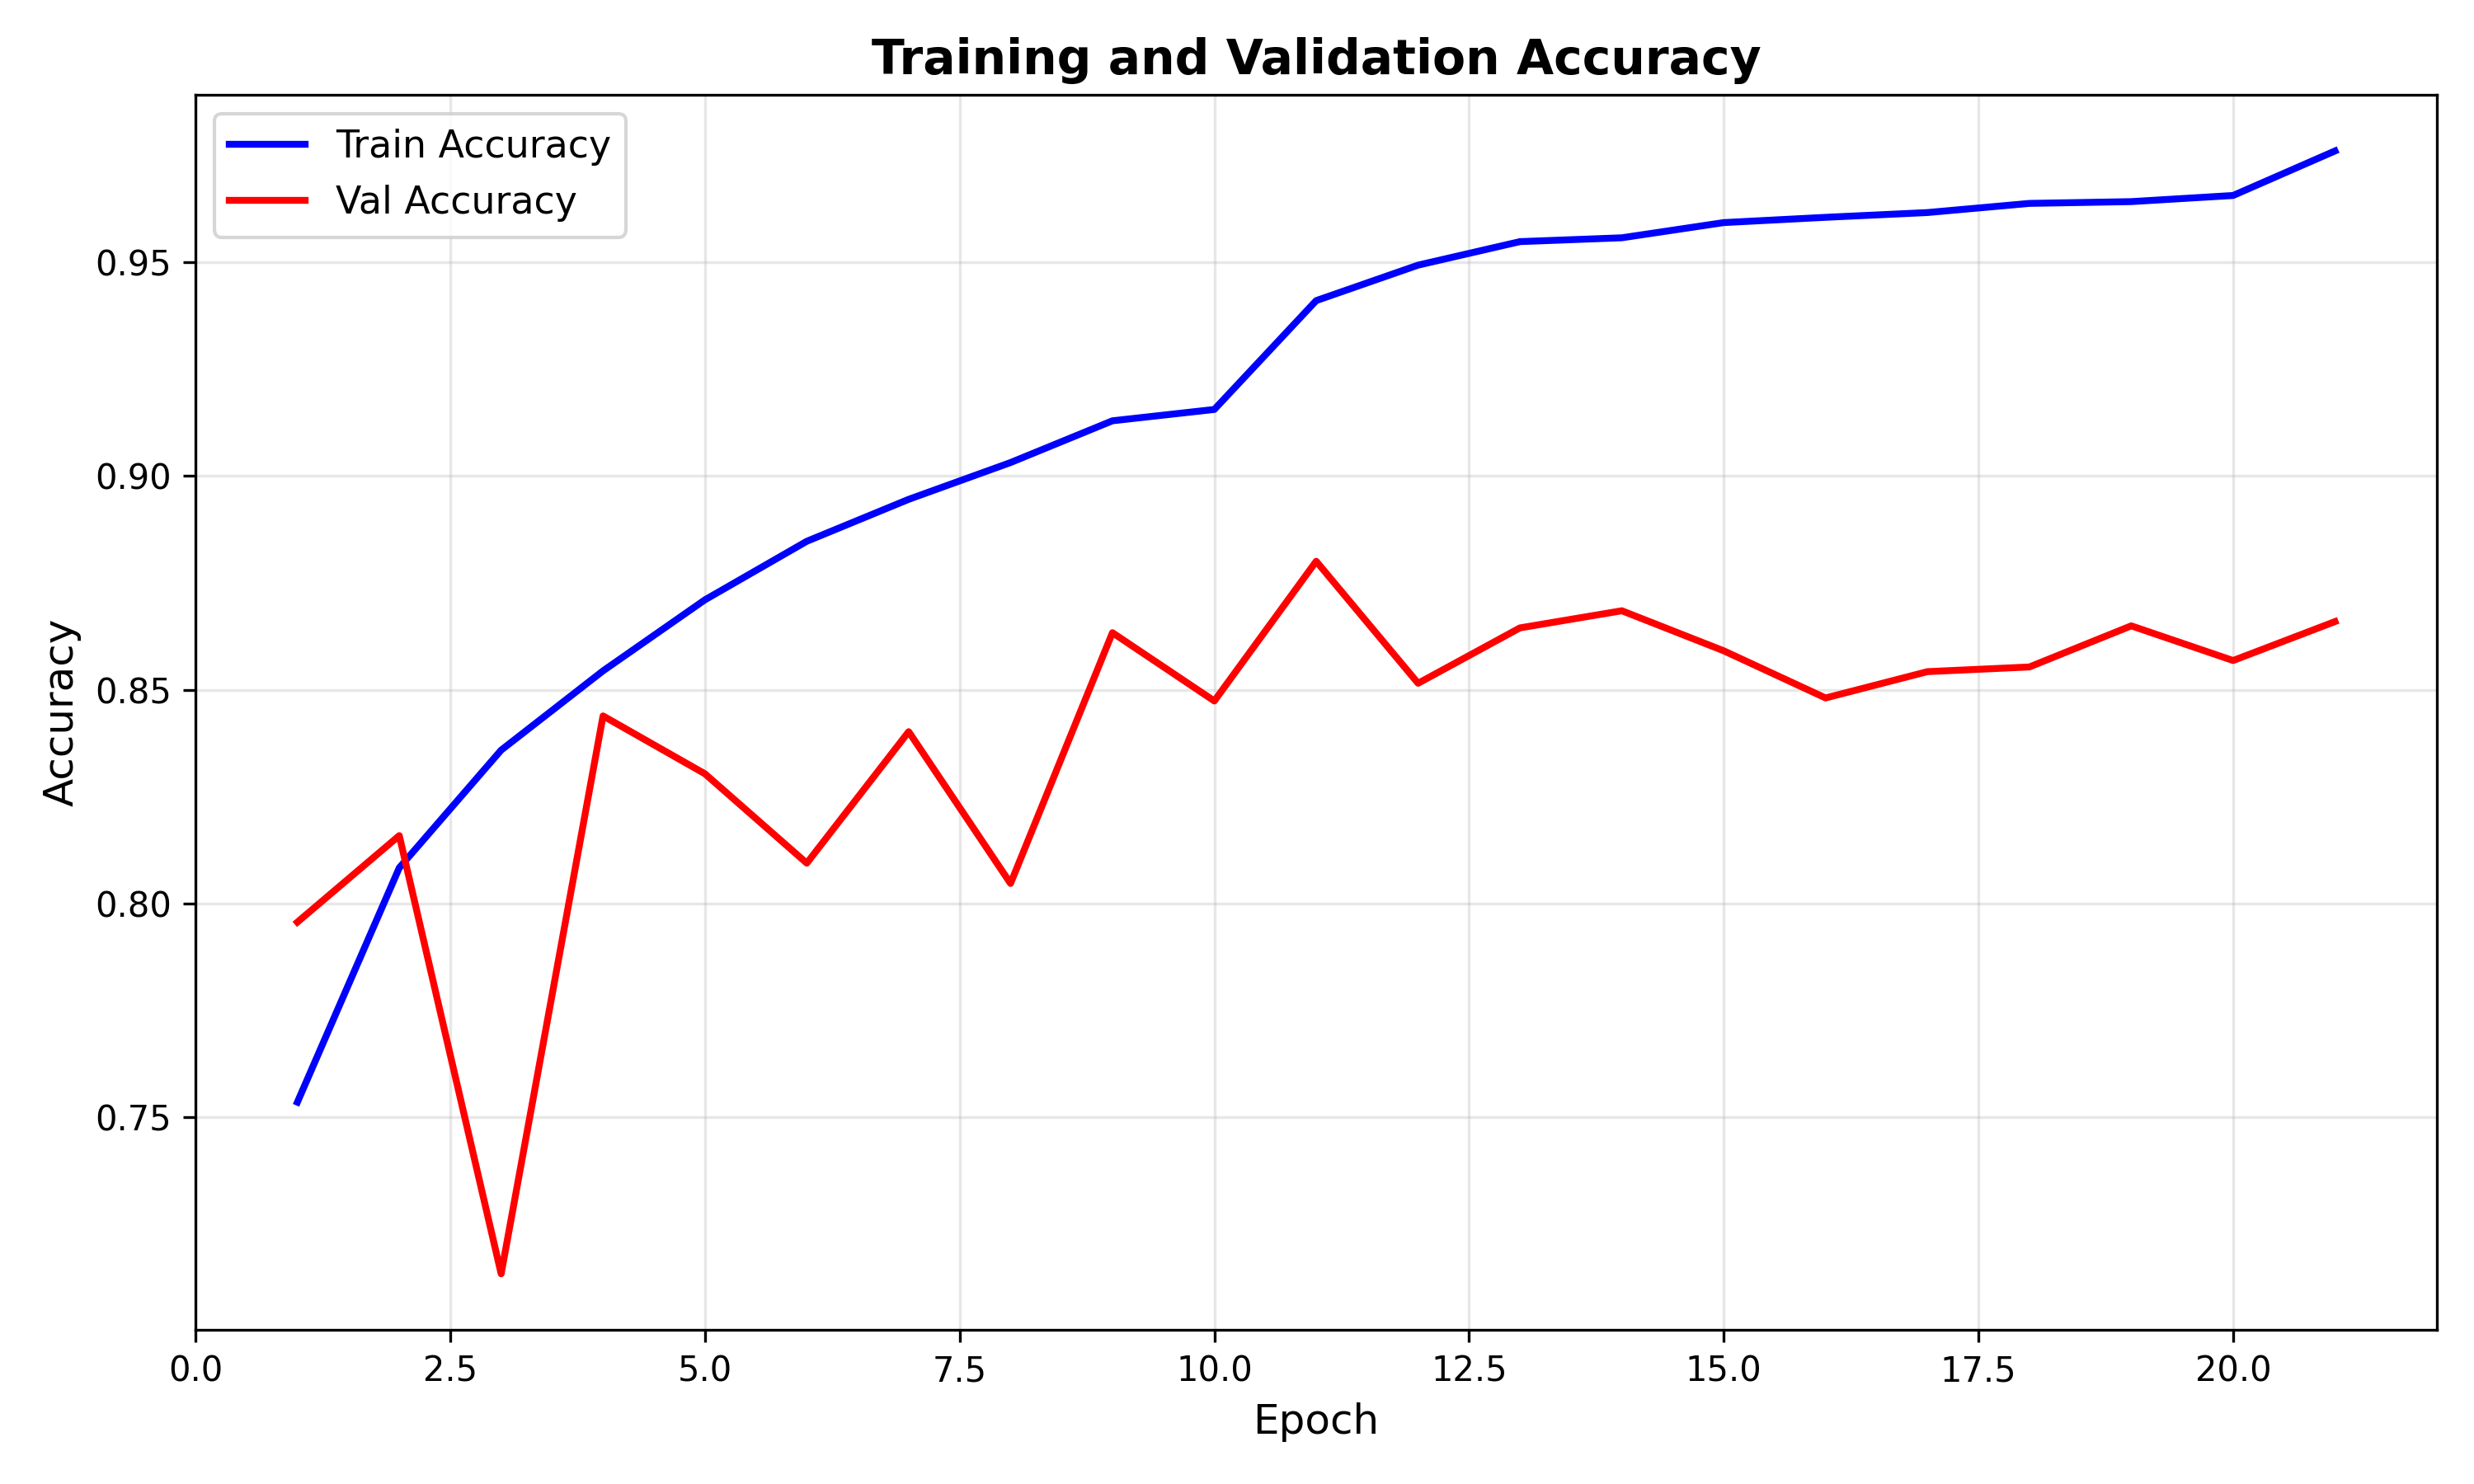 Training and Validation Accuracy
Train Accuracy
Val Accuracy
0.95
0.90
0.85
0.80
0.75
Accuracy
0.0 2.5 5.0 7.5 10.0 12.5 15.0 17.5 20.0
Epoch